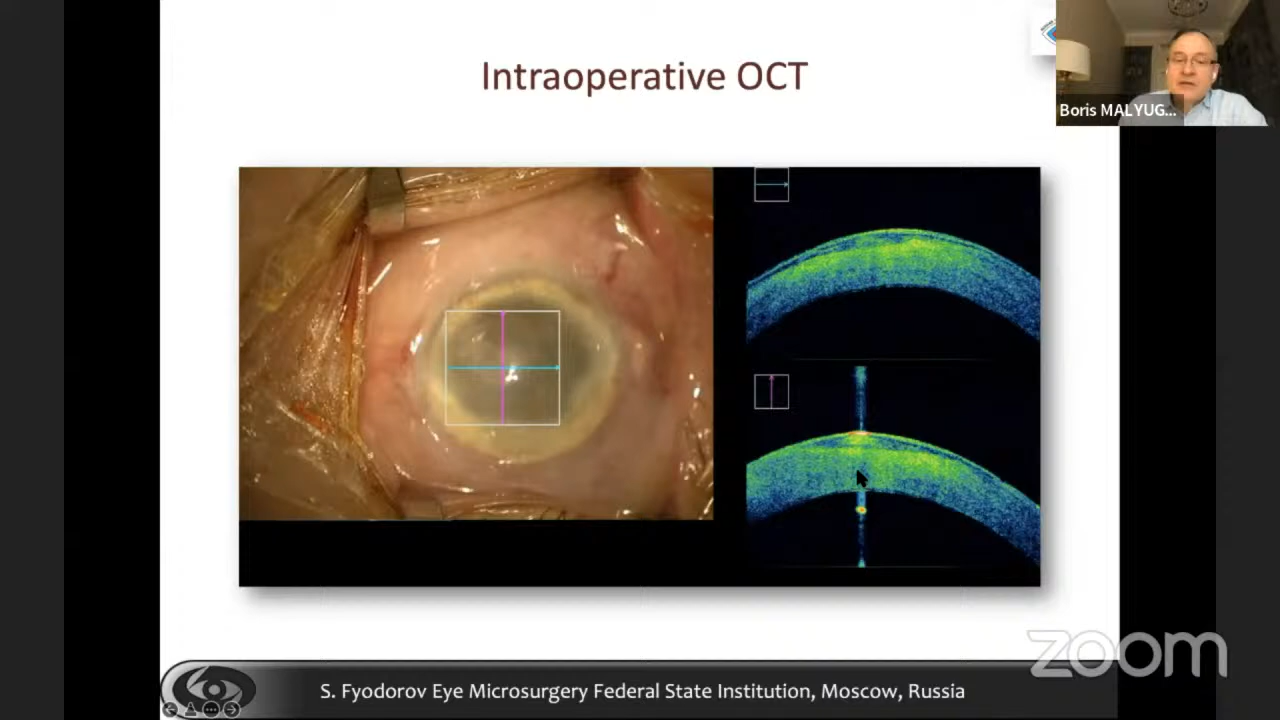 Intraoperative OCT
Boris MALYUG...
S. Fyodorov Eye Microsurgery Federal State Institution, Moscow, Russia
zoom